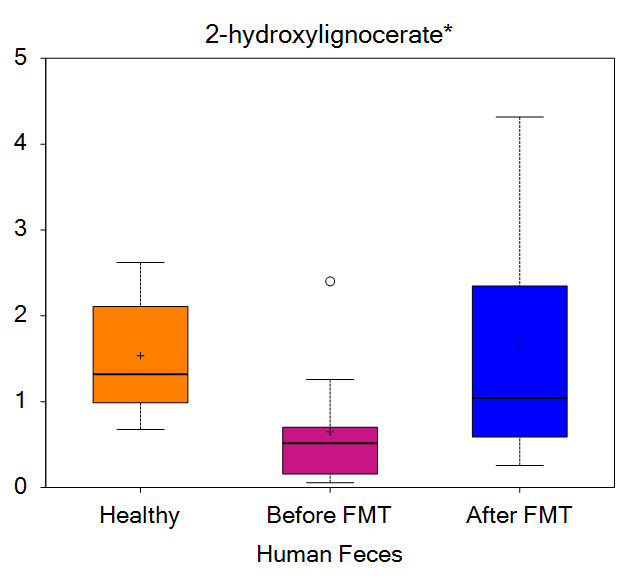 2-hydroxylignocerate*
5
4
3
2
1
0
Healthy Before FMT After FMT
Human Feces